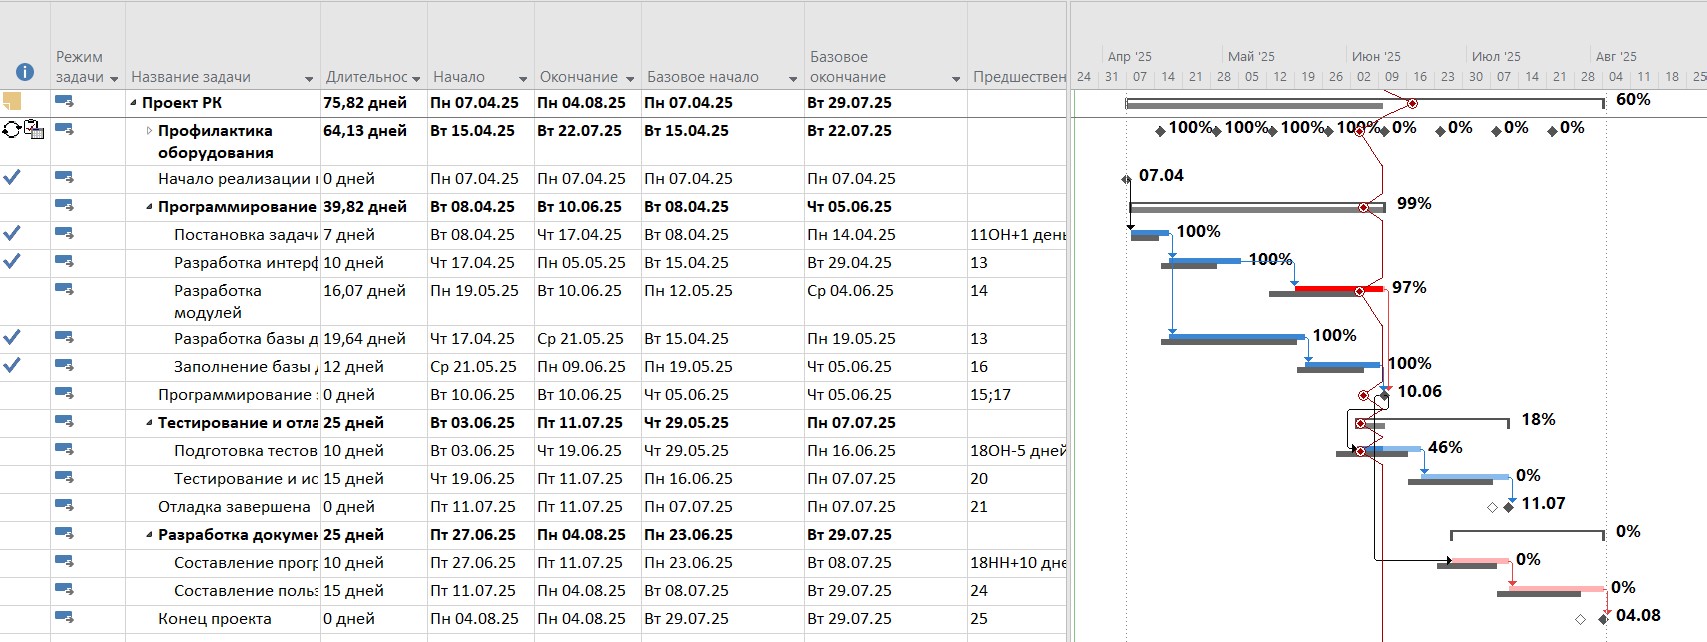 Режим задачи Название задачи Длительнос Начало Окончание Базовое начало Базовое окончание Предшествен
Апр '25 Май '25 Июн '25 Июл '25 Авг '25
24 31 07 14 21 28 05 12 19 26 02 09 16 23 30 07 14 21 28 04 11 18 25
Проект РК 75,82 дней Пн 07.04.25 Пн 04.08.25 Пн 07.04.25 Вт 29.07.25 60%
Профилактика оборудования 64,13 дней Вт 15.04.25 Вт 22.07.25 Вт 15.04.25 Вт 22.07.25 100% 100% 100% 100% 0% 0% 0% 0%
Начало реализации 0 дней Пн 07.04.25 Пн 07.04.25 Пн 07.04.25 Пн 07.04.25 07.04
Программирование 39,82 дней Вт 08.04.25 Вт 10.06.25 Вт 08.04.25 Чт 05.06.25 99%
Постановка задачи 7 дней Вт 08.04.25 Чт 17.04.25 Вт 08.04.25 Пн 14.04.25 11ОН+1 день 100%
Разработка интерф 10 дней Чт 17.04.25 Пн 05.05.25 Вт 15.04.25 Вт 29.04.25 13 100%
Разработка модулей 16,07 дней Пн 19.05.25 Вт 10.06.25 Пн 12.05.25 Ср 04.06.25 14 97%
Разработка базы д 19,64 дней Чт 17.04.25 Ср 21.05.25 Вт 15.04.25 Пн 19.05.25 13 100%
Заполнение базы 12 дней Ср 21.05.25 Пн 09.06.25 Пн 19.05.25 Чт 05.06.25 16 100%
Программирование 0 дней Вт 10.06.25 Вт 10.06.25 Чт 05.06.25 Чт 05.06.25 15;17 10.06
Тестирование и отла 25 дней Вт 03.06.25 Пт 11.07.25 Чт 29.05.25 Пн 07.07.25 18%
Подготовка тестов 10 дней Вт 03.06.25 Чт 19.06.25 Чт 29.05.25 Пн 16.06.25 18ОН-5 дней 46%
Тестирование и ис 15 дней Чт 19.06.25 Пт 11.07.25 Пн 16.06.25 Пн 07.07.25 20 0%
Отладка завершена 0 дней Пт 11.07.25 Пт 11.07.25 Пн 07.07.25 Пн 07.07.25 21 11.07
Разработка докумен 25 дней Пт 27.06.25 Пн 04.08.25 Пн 23.06.25 Вт 29.07.25 0%
Составление прог 10 дней Пт 27.06.25 Пт 11.07.25 Пн 23.06.25 Вт 08.07.25 18НН+10 дне 0%
Составление польз 15 дней Пт 11.07.25 Пн 04.08.25 Вт 08.07.25 Вт 29.07.25 24 0%
Конец проекта 0 дней Пн 04.08.25 Пн 04.08.25 Вт 29.07.25 Вт 29.07.25 25 04.08